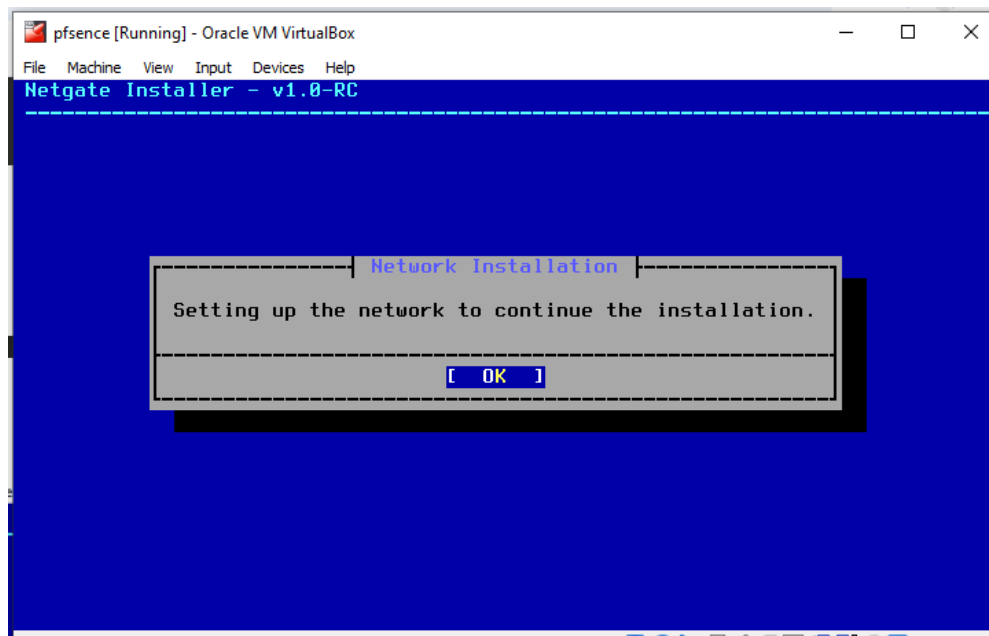 pfsence [Running] - Oracle VM VirtualBox
File Machine View Input Devices Help
Netgate Installer - v1.0-RC
Network Installation
Setting up the network to continue the installation.
[ OK ]